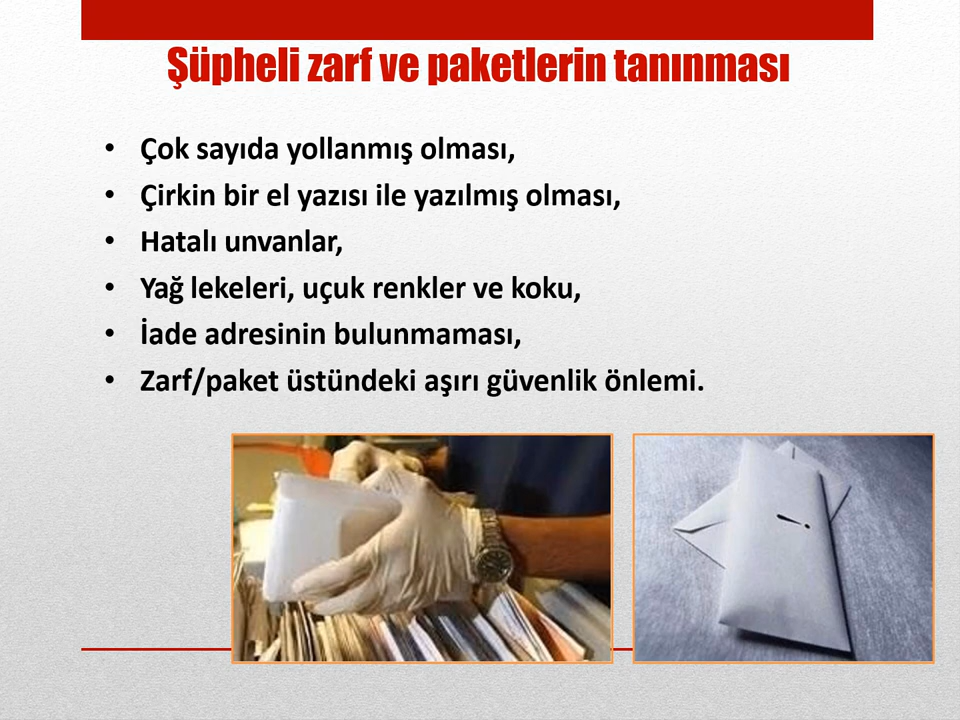 Şüpheli zarf ve paketlerin tanınması
• Çok sayıda yollanmış olması,
• Çirkin bir el yazısı ile yazılmış olması,
• Hatalı unvanlar,
• Yağ lekeleri, uçuk renkler ve koku,
• İade adresinin bulunmaması,
• Zarf/paket üstündeki aşırı güvenlik önlemi.
!